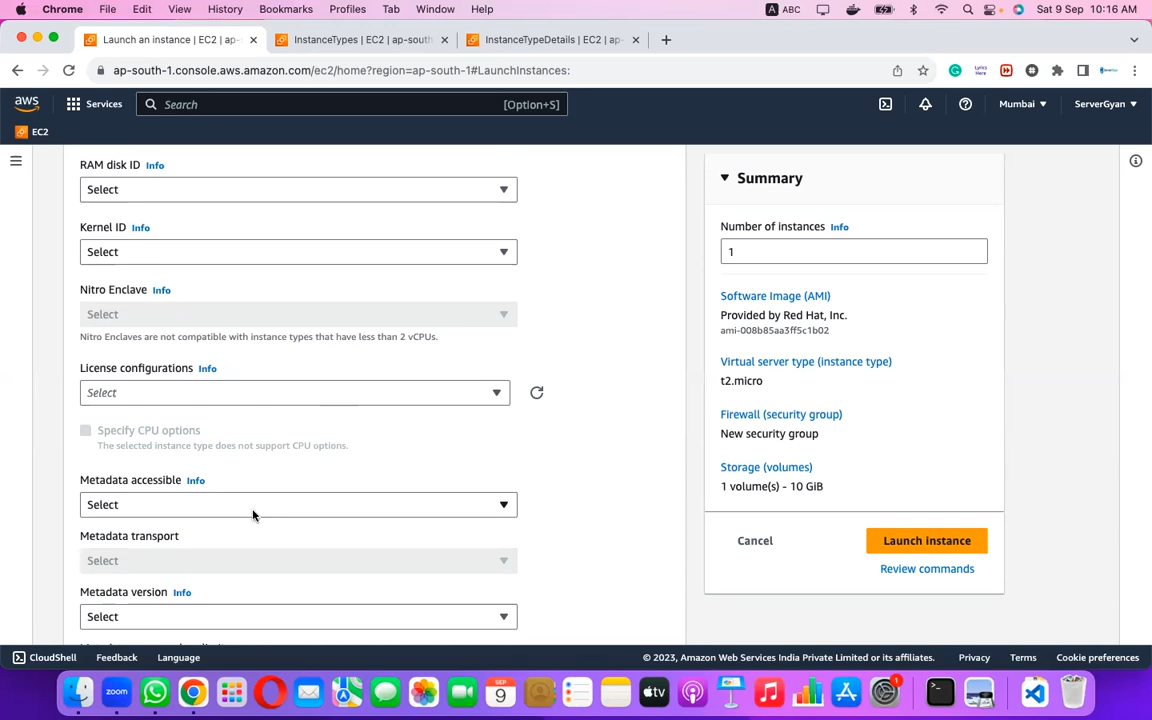 Chrome File Edit View History Bookmarks Profiles Tab Window Help A ABC Sat 9 Sep 10:16 AM
Launch an instance | EC2 | ap- InstanceTypes | EC2 | ap-south- InstanceTypeDetails | EC2 | ap-
ap-south-1.console.aws.amazon.com/ec2/home?region=ap-south-1#LaunchInstances:
aws Services Search [Option+S] Mumbai ServerGyan
EC2
RAM disk ID Info
Select
Kernel ID Info
Select
Nitro Enclave Info
Select
Nitro Enclaves are not compatible with instance types that have less than 2 vCPUs.
License configurations Info
Select
Specify CPU options
The selected instance type does not support CPU options.
Metadata accessible Info
Select
Metadata transport
Select
Metadata version Info
Select
Summary
Number of instances Info
1
Software Image (AMI)
Provided by Red Hat, Inc.
ami-008b85aa3ff5c1b02
Virtual server type (instance type)
t2.micro
Firewall (security group)
New security group
Storage (volumes)
1 volume(s) - 10 GiB
Cancel Launch instance
Review commands
CloudShell Feedback Language © 2023, Amazon Web Services India Private Limited or its affiliates. Privacy Terms Cookie preferences
zoom SEP 9 tv 1